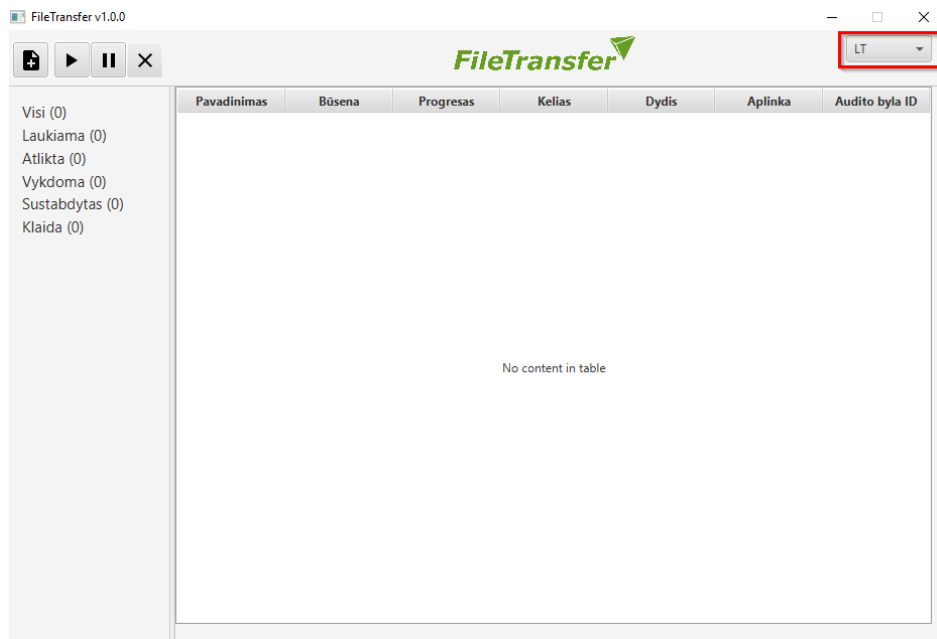 FileTransfer v1.0.0
FileTransfer
LT
Visi (0)
Laukiama (0)
Atlikta (0)
Vykdoma (0)
Sustabdytas (0)
Klaida (0)
Pavadinimas Būsena Progresas Kelias Dydis Aplinka Audito byla ID
No content in table